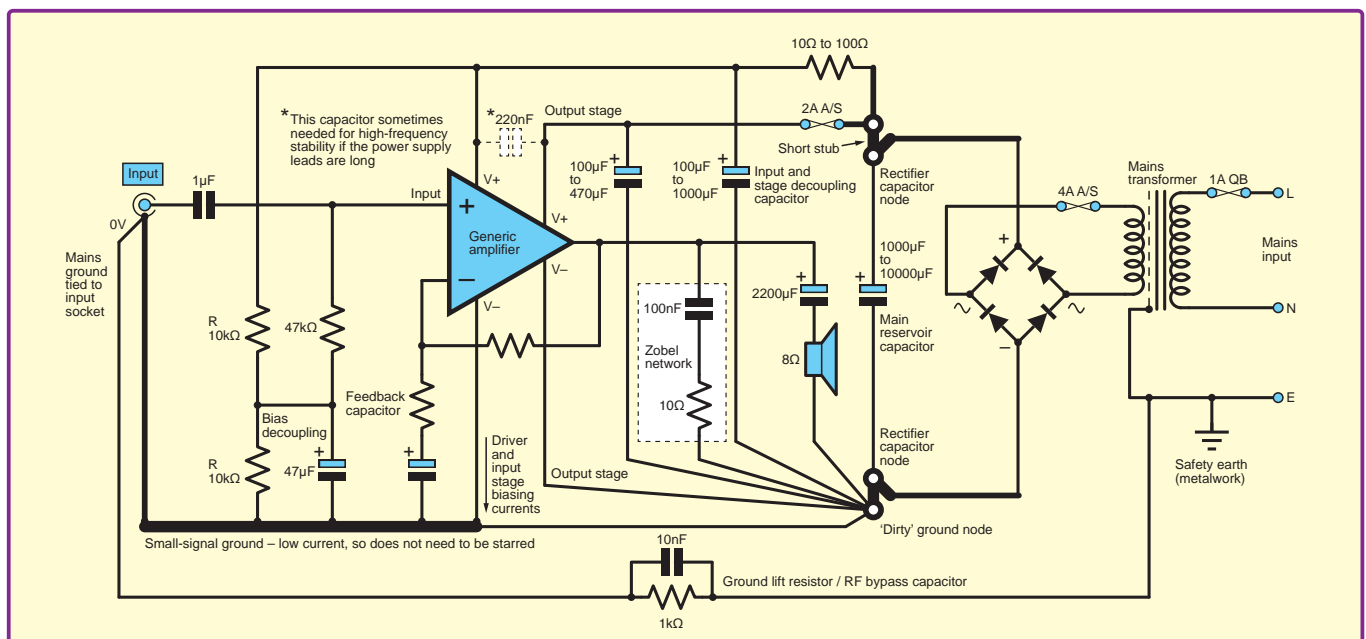 10Ω to 100Ω
*This capacitor sometimes
needed for high-frequency
stability if the power supply
leads are long
*220nF
Output stage
2A A/S
Short stub
Rectifier
capacitor
node
Input
1µF
0V
Mains
ground
tied to
input
socket
Input
V+
V+
+
Generic
amplifier
–
V–
V–
100µF
to
470µF
+
100µF
to
1000µF
+
Input and
stage decoupling
capacitor
1000µF
to
10000µF
+
Main
reservoir
capacitor
Mains
transformer
4A A/S
1A QB
L
Mains
input
N
E
+
–
Safety earth
(metalwork)
R
10kΩ
47kΩ
Bias
decoupling
R
10kΩ
+
47µF
Feedback
capacitor
+
Driver
and
input
stage
biasing
currents
Output stage
100nF
Zobel
network
10Ω
2200µF
+
8Ω
Rectifier
capacitor
node
'Dirty' ground node
Small-signal ground – low current, so does not need to be starred
10nF
Ground lift resistor / RF bypass capacitor
1kΩ